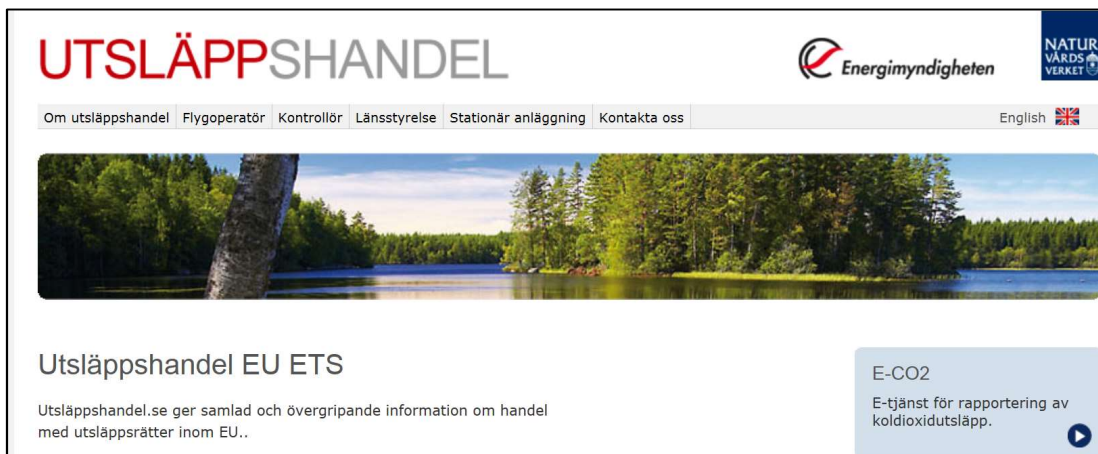 UTSLÄPPSHANDEL
Energimyndigheten
NATUR
VÅRDS
VERKET
Om utsläppshandel Flygoperatör Kontrollör Länsstyrelse Stationär anläggning Kontakta oss English
Utsläppshandel EU ETS
Utsläppshandel.se ger samlad och övergripande information om handel
med utsläppsrätter inom EU..
E-CO2
E-tjänst för rapportering av
koldioxidutsläpp.